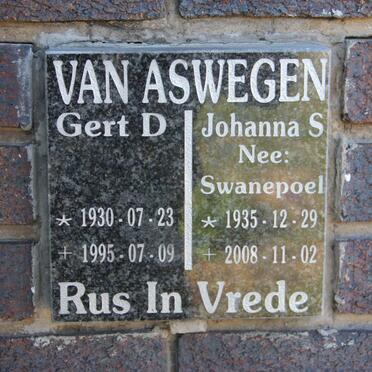 VAN ASWEGEN
Gert D
* 1930 - 07 - 23
+ 1995 - 07 - 09
Johanna S
Nee:
Swanepoel
* 1935 - 12 - 29
+ 2008 - 11 - 02
Rus In Vrede